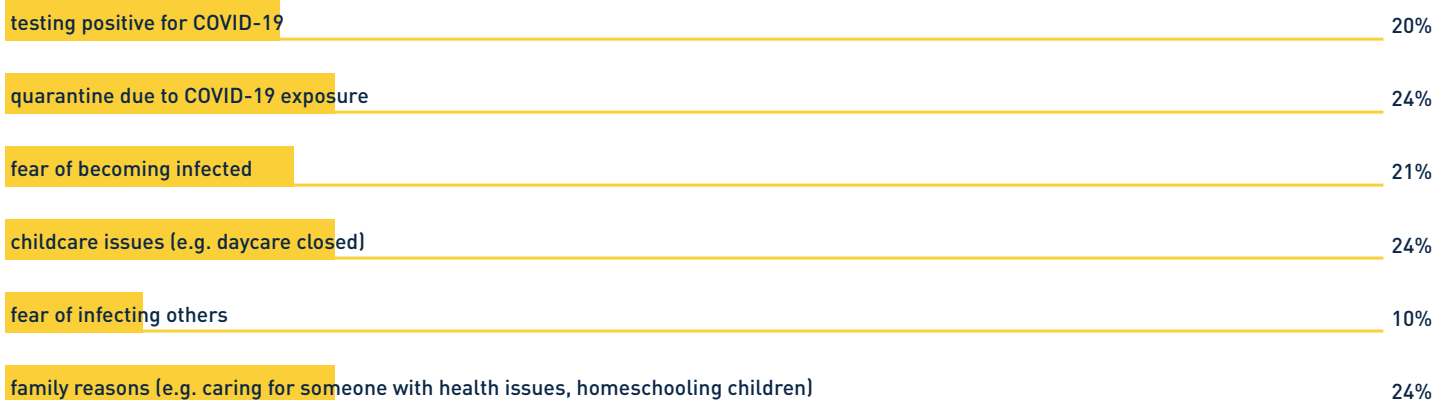 testing positive for COVID-19 20%
quarantine due to COVID-19 exposure 24%
fear of becoming infected 21%
childcare issues (e.g. daycare closed) 24%
fear of infecting others 10%
family reasons (e.g. caring for someone with health issues, homeschooling children) 24%